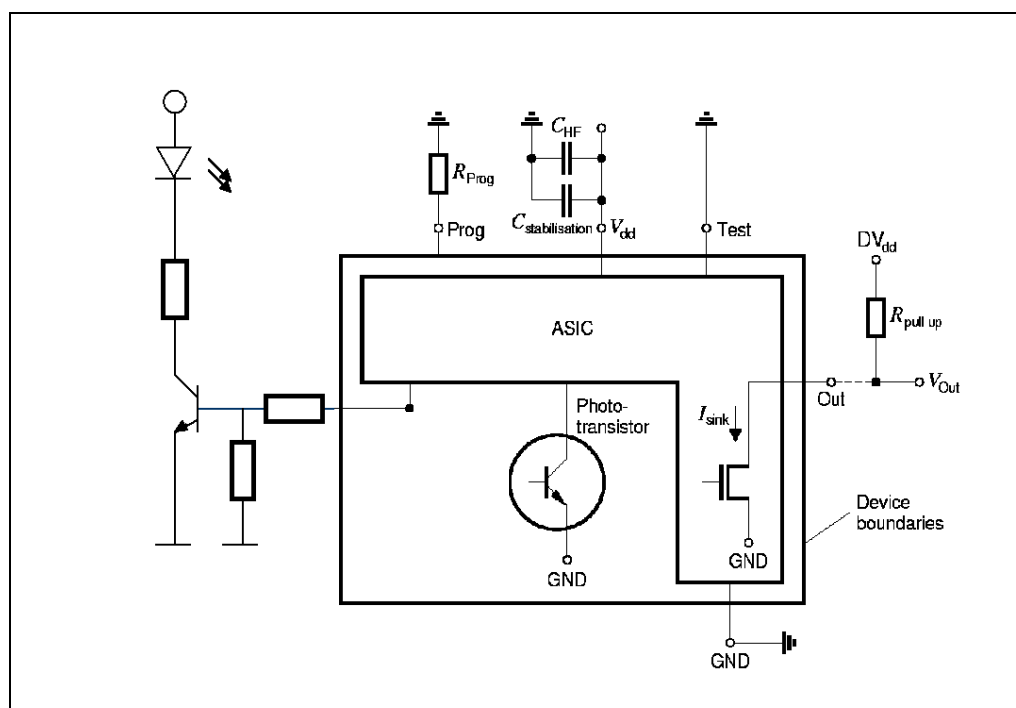 C_HF
R_Prog
C_stabilisation
Prog
V_dd
Test
DV_dd
ASIC
R_pull up
Out
V_Out
Photo-
transistor
I_sink
Device
boundaries
GND
GND
GND